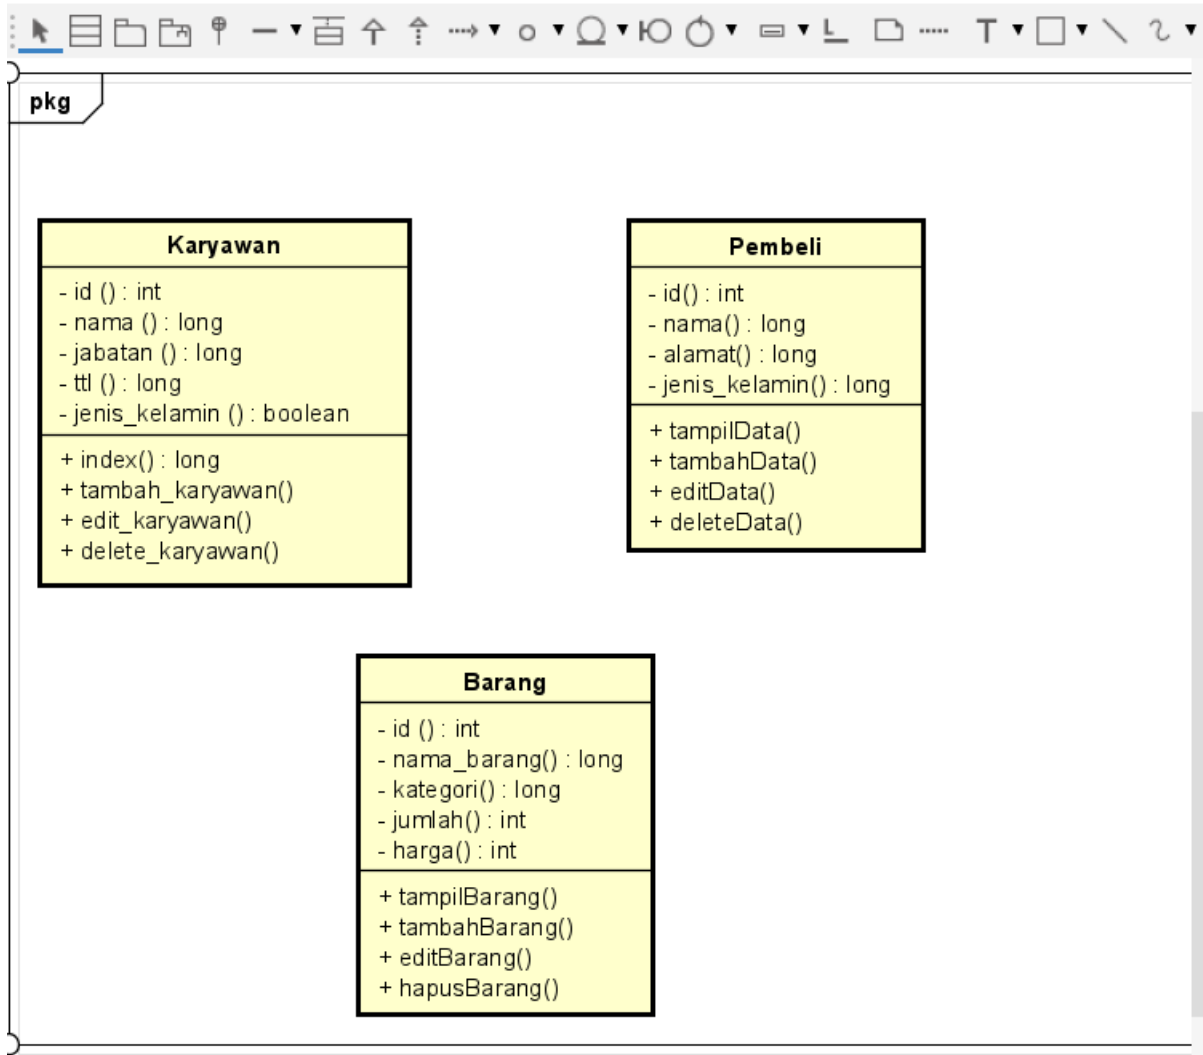 pkg
Karyawan
- id () : int
- nama () : long
- jabatan () : long
- ttl () : long
- jenis_kelamin () : boolean
+ index() : long
+ tambah_karyawan()
+ edit_karyawan()
+ delete_karyawan()
Pembeli
- id() : int
- nama() : long
- alamat() : long
- jenis_kelamin() : long
+ tampilData()
+ tambahData()
+ editData()
+ deleteData()
Barang
- id () : int
- nama_barang() : long
- kategori() : long
- jumlah() : int
- harga() : int
+ tampilBarang()
+ tambahBarang()
+ editBarang()
+ hapusBarang()